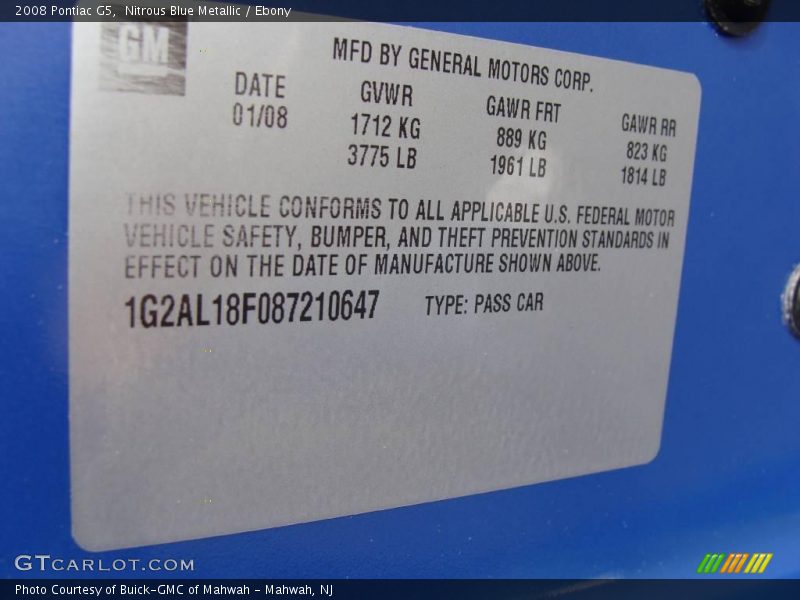 2008 Pontiac G5, Nitrous Blue Metallic / Ebony
GM
MFD BY GENERAL MOTORS CORP.
DATE GVWR GAWR FRT GAWR RR
01/08 1712 KG 889 KG 823 KG
3775 LB 1961 LB 1814 LB
THIS VEHICLE CONFORMS TO ALL APPLICABLE U.S. FEDERAL MOTOR
VEHICLE SAFETY, BUMPER, AND THEFT PREVENTION STANDARDS IN
EFFECT ON THE DATE OF MANUFACTURE SHOWN ABOVE.
1G2AL18F087210647 TYPE: PASS CAR
GTCARLOT.COM
Photo Courtesy of Buick-GMC of Mahwah - Mahwah, NJ